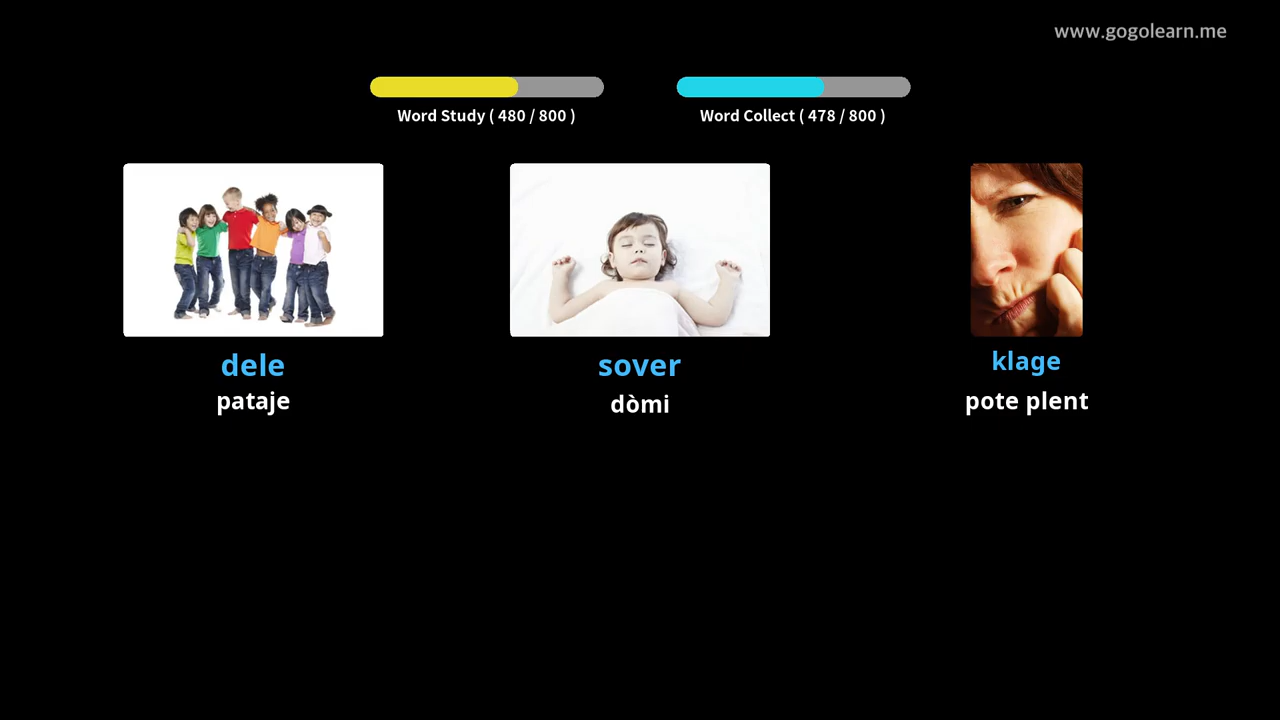 www.gogolearn.me
Word Study ( 480 / 800 )
Word Collect ( 478 / 800 )
dele
pataje
sover
dòmi
klage
pote plent